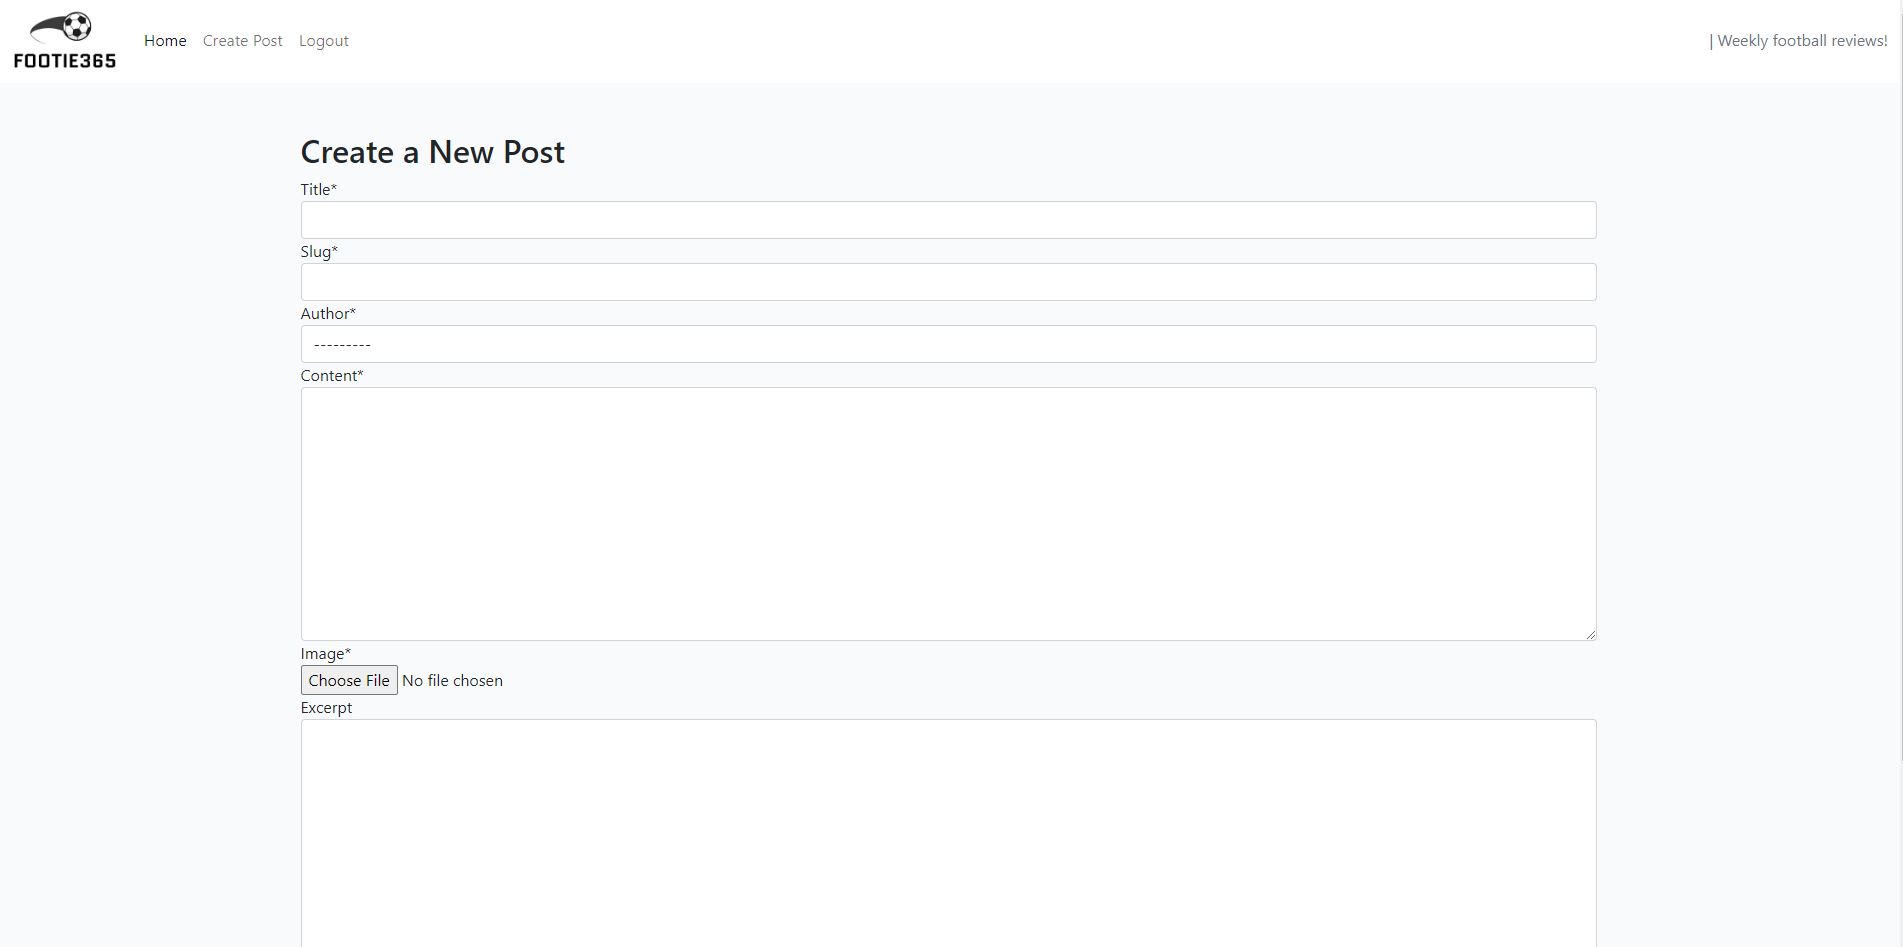 FOOTIE365
Home Create Post Logout
| Weekly football reviews!
Create a New Post
Title*
Slug*
Author*
---------
Content*
Image*
Choose File No file chosen
Excerpt